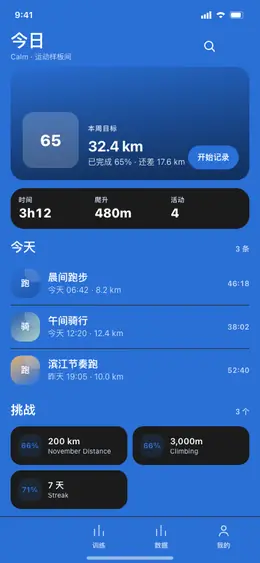 9:41
今日
Calm · 运动样板间
65
本周目标
32.4 km
已完成 65% · 还差 17.6 km
开始记录
时间
3h12
爬升
480m
活动
4
今天
3 条
跑
晨间跑步
今天 06:42 · 8.2 km
46:18
骑
午间骑行
今天 12:20 · 12.4 km
38:02
跑
滨江节奏跑
昨天 19:05 · 10.0 km
52:40
挑战
3 个
66%
200 km
November Distance
66%
3,000m
Climbing
71%
7 天
Streak
训练
数据
我的